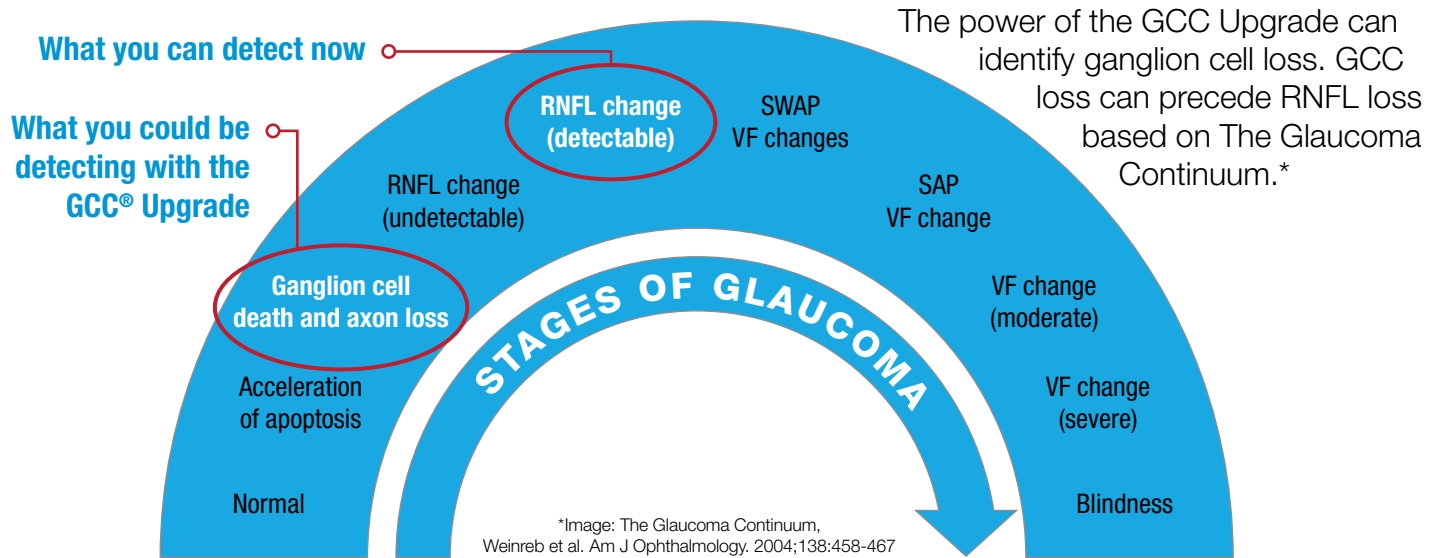 What you can detect now
What you could be
detecting with the
GCC® Upgrade
The power of the GCC Upgrade can
identify ganglion cell loss. GCC
loss can precede RNFL loss
based on The Glaucoma
Continuum.*
Normal
Acceleration
of apoptosis
Ganglion cell
death and axon loss
RNFL change
(undetectable)
RNFL change
(detectable)
SWAP
VF changes
SAP
VF change
VF change
(moderate)
VF change
(severe)
Blindness
STAGES OF GLAUCOMA
*Image: The Glaucoma Continuum,
Weinreb et al. Am J Ophthalmology. 2004;138:458-467